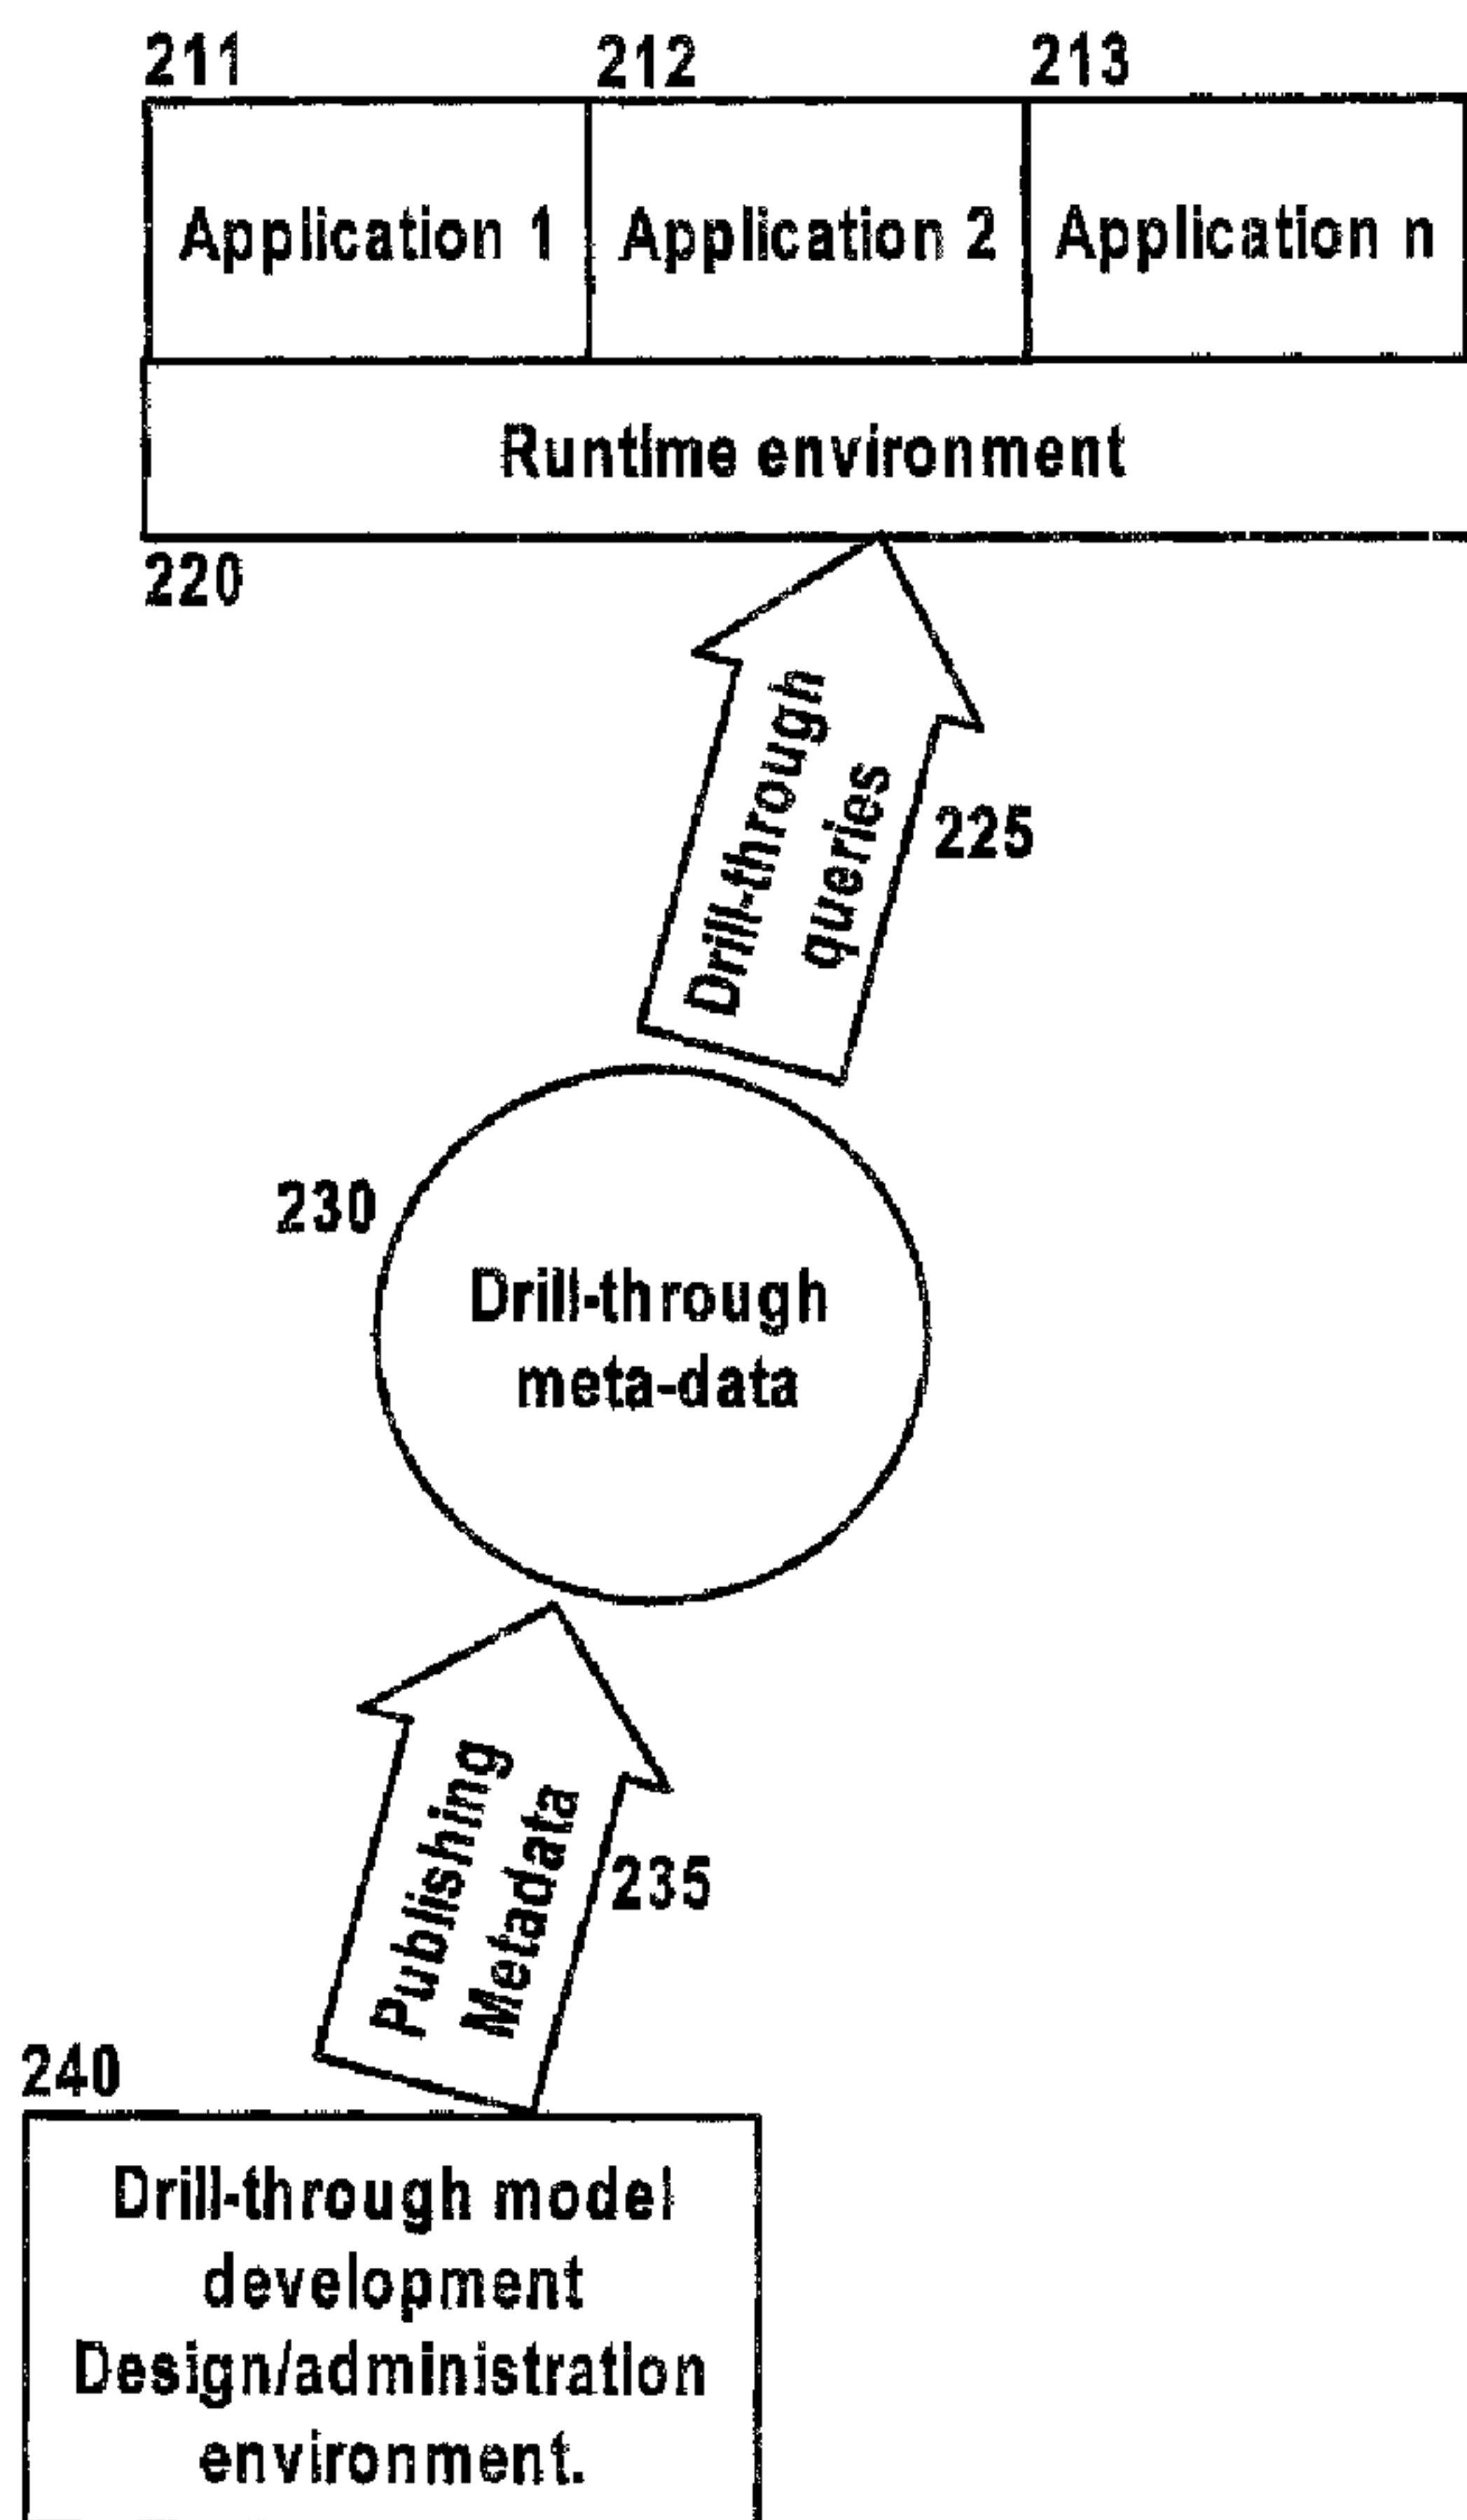 211 212 213
Application 1 Application 2 Application n
Runtime environment
220
Drill-through
queries
225
230
Drill-through
meta-data
Publishing
Metadata
235
240
Drill-through model
development
Design/administration
environment.